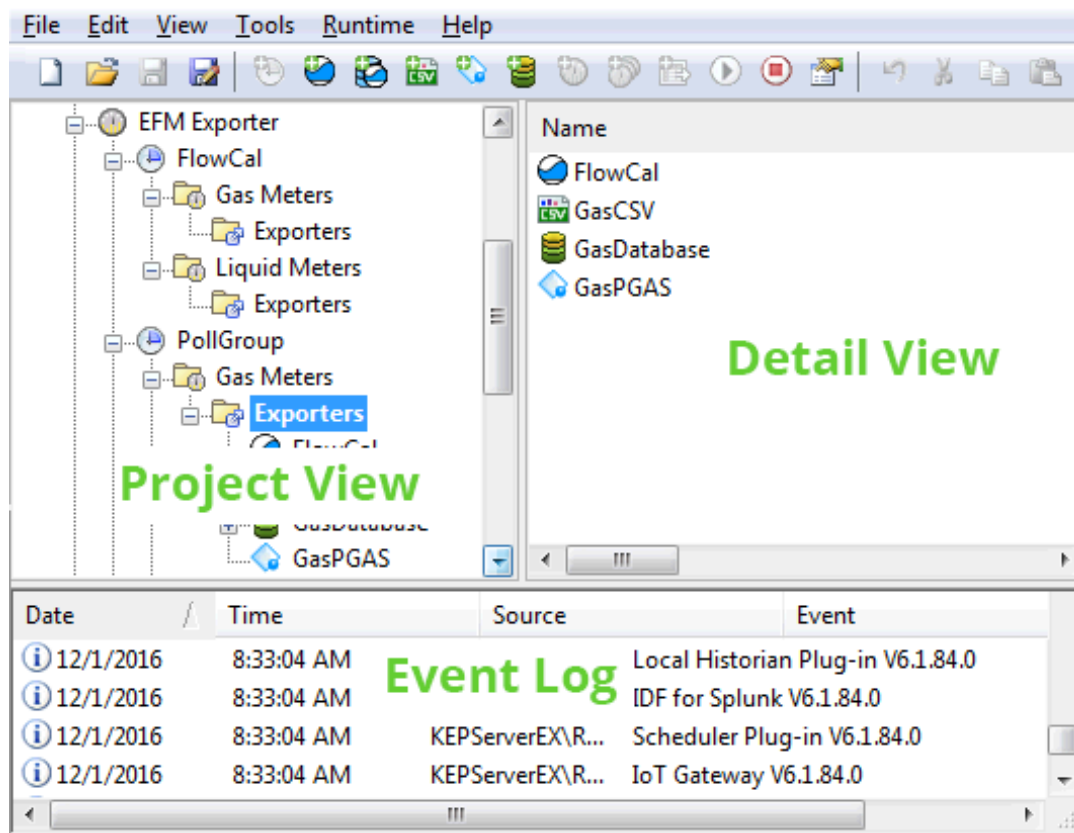 File Edit View Tools Runtime Help
EFM Exporter
FlowCal
Gas Meters
Exporters
Liquid Meters
Exporters
PollGroup
Gas Meters
Exporters
FlowCal
Project View
GasDatabase
GasPGAS
Name
FlowCal
CSV GasCSV
GasDatabase
GasPGAS
Detail View
Date Time Source Event
12/1/2016 8:33:04 AM Local Historian Plug-in V6.1.84.0
Event Log
12/1/2016 8:33:04 AM IDF for Splunk V6.1.84.0
12/1/2016 8:33:04 AM KEPServerEX\R... Scheduler Plug-in V6.1.84.0
12/1/2016 8:33:04 AM KEPServerEX\R... IoT Gateway V6.1.84.0